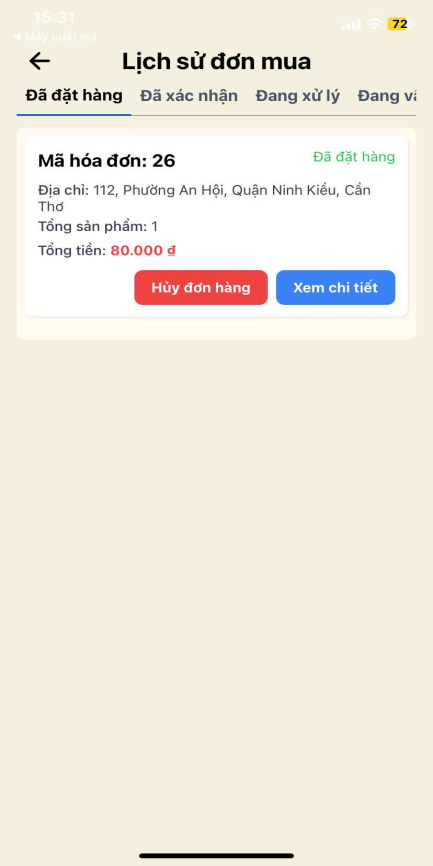 15:31
72
◀ Máy quét mã
Lịch sử đơn mua
Đã đặt hàng Đã xác nhận Đang xử lý Đang vậ
Mã hóa đơn: 26
Đã đặt hàng
Địa chỉ: 112, Phường An Hội, Quận Ninh Kiều, Cần
Thơ
Tổng sản phẩm: 1
Tổng tiền: 80.000 ₫
Hủy đơn hàng
Xem chi tiết